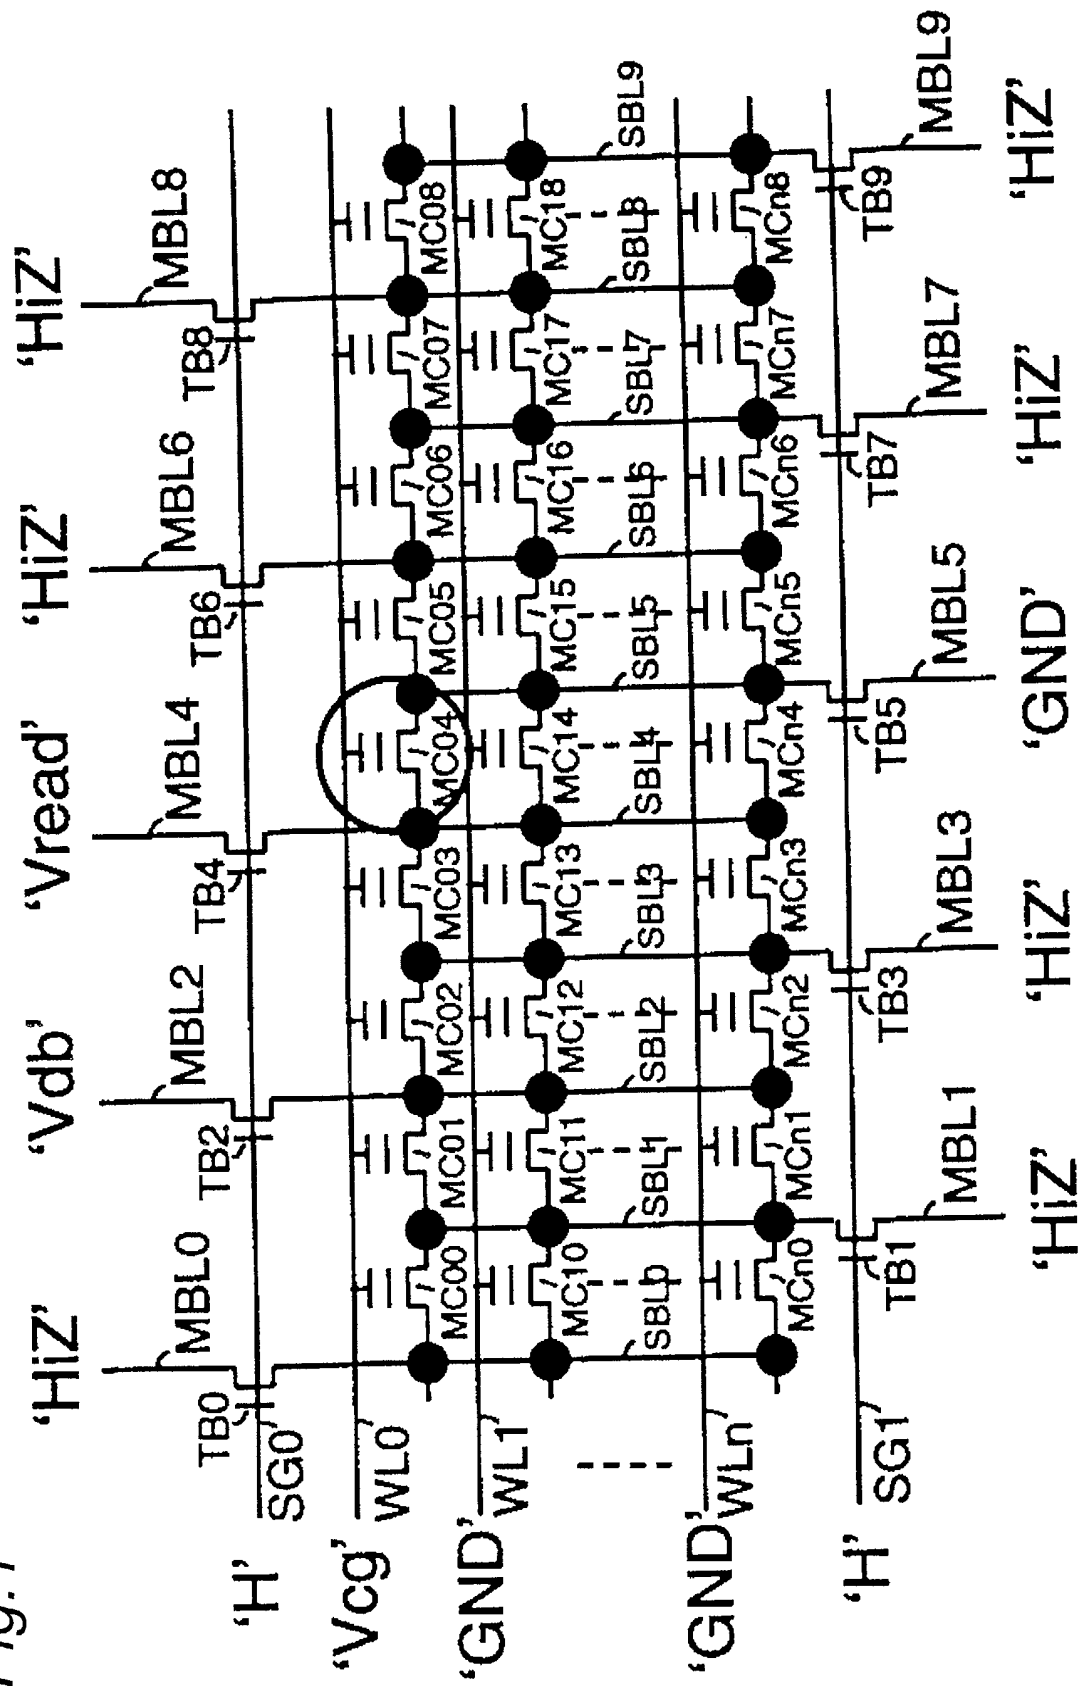 Fig. 1
'HiZ' 'Vdb' 'Vread' 'HiZ' 'HiZ'
MBL0 MBL2 MBL4 MBL6 MBL8
TB0 TB2 TB4 TB6 TB8
'H' SG0
'Vcg' WL0
MC00 MC01 MC02 MC03 MC04 MC05 MC06 MC07 MC08
'GND' WL1
MC10 MC11 MC12 MC13 MC14 MC15 MC16 MC17 MC18
SBL0 SBL1 SBL2 SBL3 SBL4 SBL5 SBL6 SBL7 SBL8 SBL9
'GND' WLn
MCn0 MCn1 MCn2 MCn3 MCn4 MCn5 MCn6 MCn7 MCn8
'H' SG1
TB1 TB3 TB5 TB7 TB9
MBL1 MBL3 MBL5 MBL7 MBL9
'HiZ' 'HiZ' 'GND' 'HiZ' 'HiZ'